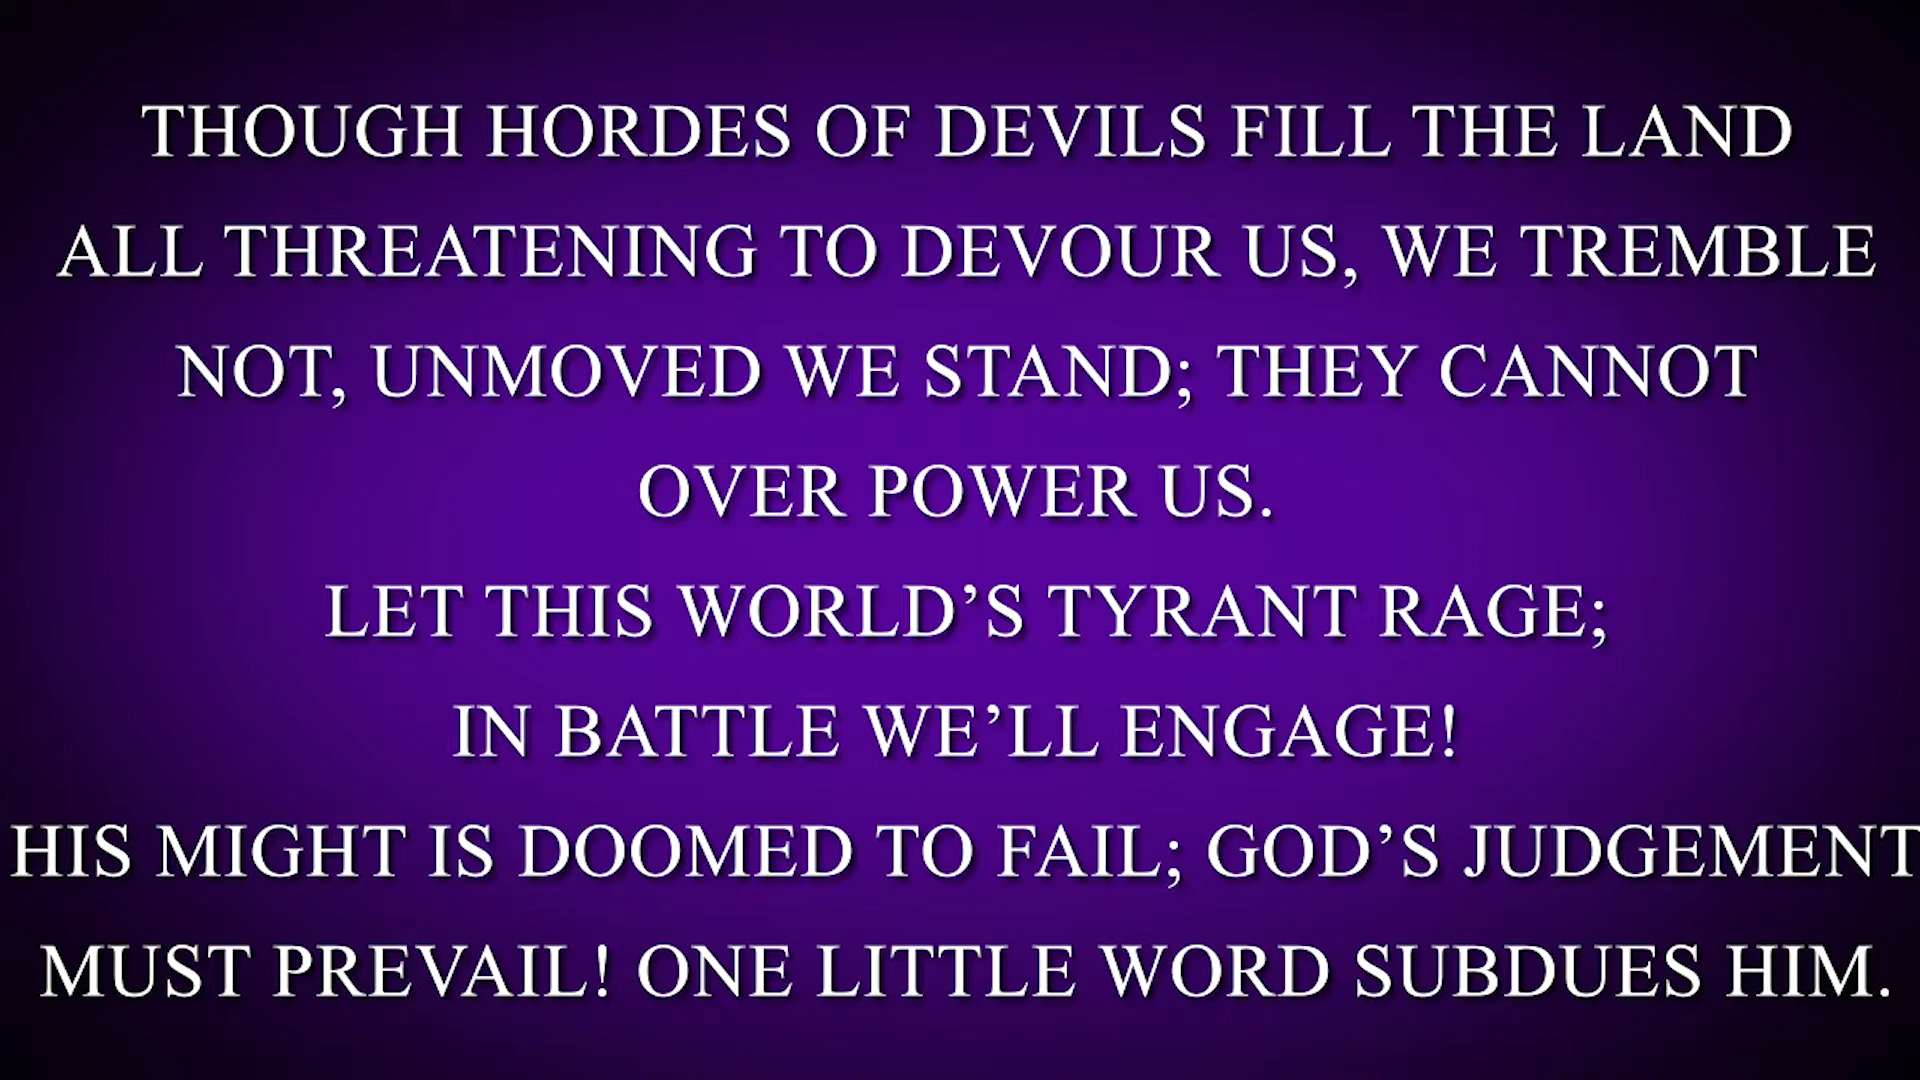 THOUGH HORDES OF DEVILS FILL THE LAND
ALL THREATENING TO DEVOUR US, WE TREMBLE
NOT, UNMOVED WE STAND; THEY CANNOT
OVER POWER US.
LET THIS WORLD’S TYRANT RAGE;
IN BATTLE WE’LL ENGAGE!
HIS MIGHT IS DOOMED TO FAIL; GOD’S JUDGEMENT
MUST PREVAIL! ONE LITTLE WORD SUBDUES HIM.